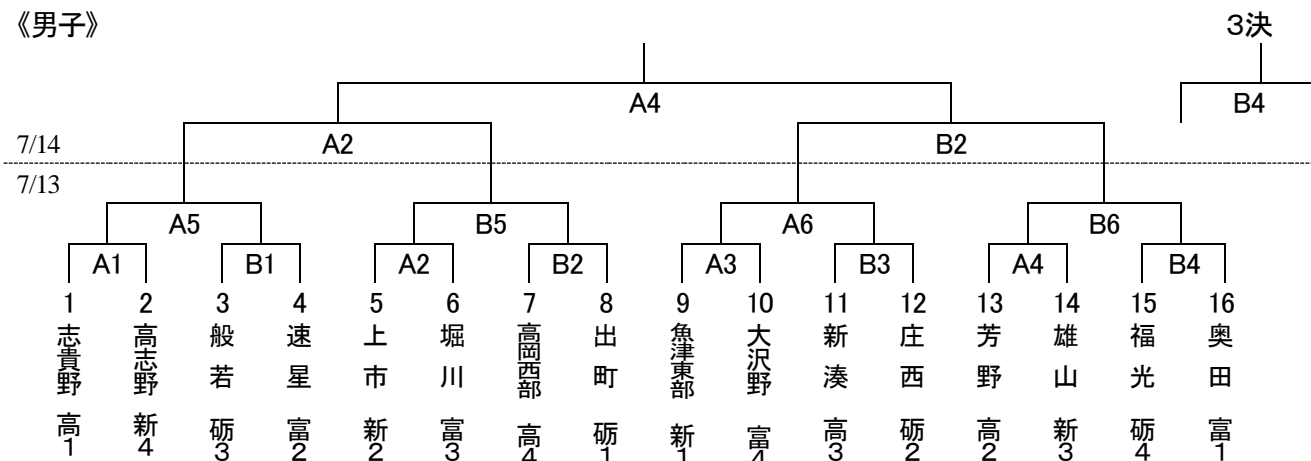 《男子》
3決
A4
B4
7/14
A2
B2
7/13
A5
B5
A6
B6
A1
B1
A2
B2
A3
B3
A4
B4
1 2 3 4 5 6 7 8 9 10 11 12 13 14 15 16
志貴野 高1
高志野 新4
般若 砺3
速星 富2
上市 新2
堀川 富3
高岡西部 高4
出町 砺1
魚津東部 新1
大沢野 富4
新湊 高3
庄西 砺2
芳野 高2
雄山 新3
福光 砺4
奥田 富1